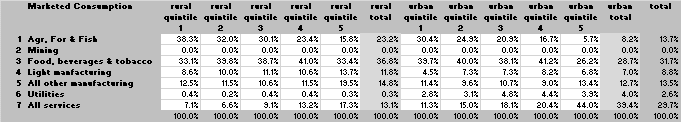 Marketed Consumption rural quintile 1 rural quintile 2 rural quintile 3 rural quintile 4 rural quintile 5 rural total urban quintile 1 urban quintile 2 urban quintile 3 urban quintile 4 urban quintile 5 urban total total
1 Agr, For & Fish 38.3% 32.0% 30.1% 23.4% 15.8% 23.2% 30.4% 24.9% 20.9% 16.7% 5.7% 8.2% 13.7%
2 Mining 0.0% 0.0% 0.0% 0.0% 0.0% 0.0% 0.0% 0.0% 0.0% 0.0% 0.0% 0.0% 0.0%
3 Food, beverages & tobacco 33.1% 39.8% 38.7% 41.0% 33.4% 36.8% 39.7% 40.0% 38.1% 41.2% 26.2% 28.7% 31.7%
4 Light manfacturing 8.6% 10.0% 11.1% 10.6% 13.7% 11.8% 4.5% 7.3% 7.3% 8.2% 6.8% 7.0% 8.8%
5 All other manufacturing 12.5% 11.5% 10.6% 11.5% 19.5% 14.8% 11.4% 9.6% 10.7% 9.0% 13.4% 12.7% 13.5%
6 Utilities 0.4% 0.2% 0.4% 0.4% 0.3% 0.3% 2.8% 3.1% 4.8% 4.4% 3.9% 4.0% 2.6%
7 All services 7.1% 6.6% 9.1% 13.2% 17.3% 13.1% 11.3% 15.0% 18.1% 20.4% 44.0% 39.4% 29.7%
100.0% 100.0% 100.0% 100.0% 100.0% 100.0% 100.0% 100.0% 100.0% 100.0% 100.0% 100.0% 100.0%